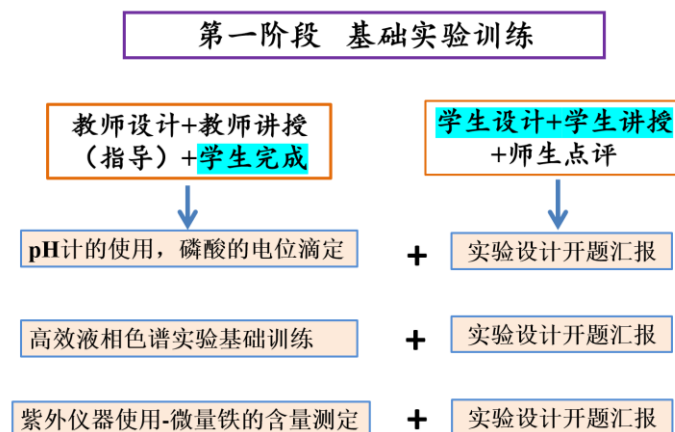 第一阶段 基础实验训练
教师设计+教师讲授
（指导）+学生完成
学生设计+学生讲授
+师生点评
pH计的使用，磷酸的电位滴定
+
实验设计开题汇报
高效液相色谱实验基础训练
+
实验设计开题汇报
紫外仪器使用-微量铁的含量测定
+
实验设计开题汇报